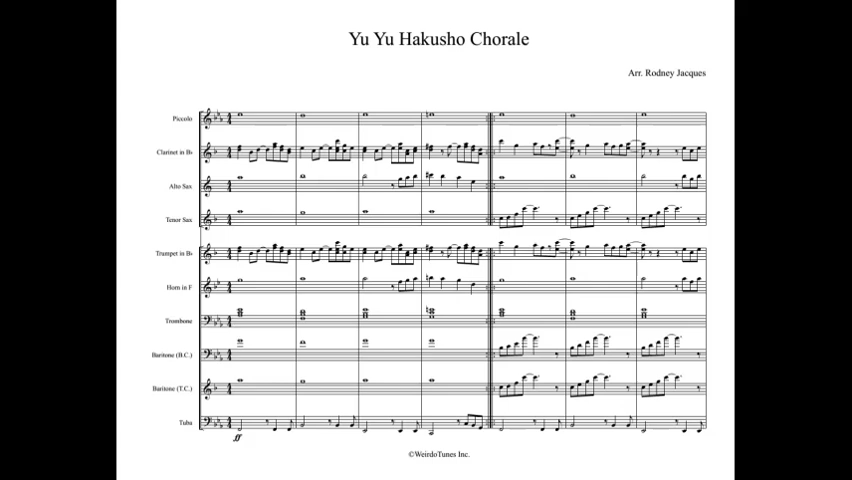 Yu Yu Hakusho Chorale
Arr. Rodney Jacques
Piccolo
Clarinet in B♭
Alto Sax
Tenor Sax
Trumpet in B♭
Horn in F
Trombone
Baritone (B.C.)
Baritone (T.C.)
Tuba
ff
©WeirdoTunes Inc.